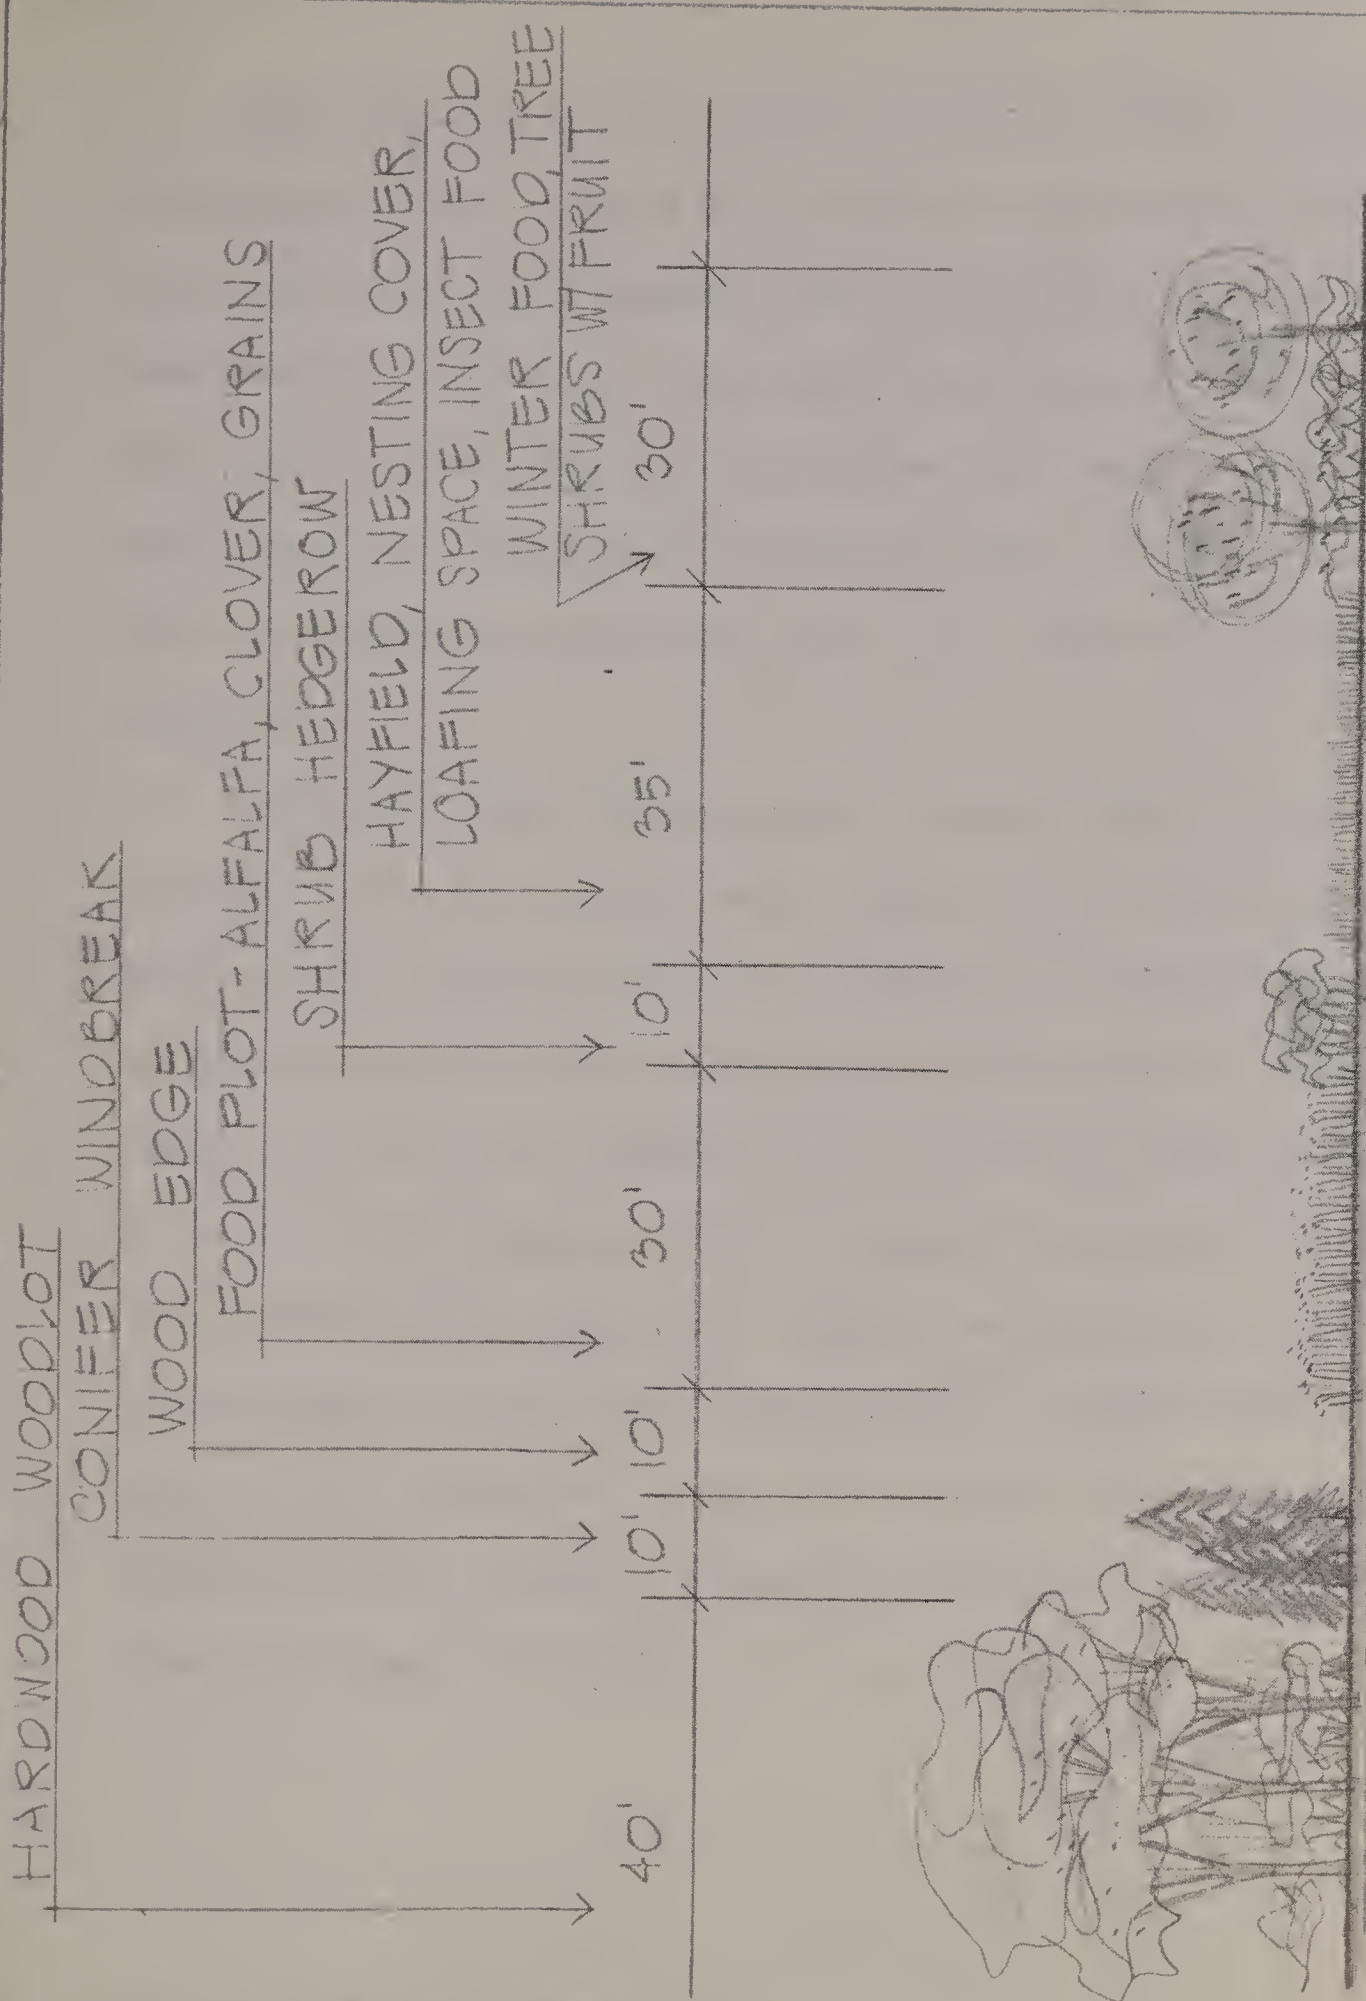 HARDWOOD WOODLOT
CONIFER WINDBREAK
WOOD EDGE
FOOD PLOT- ALFALFA, CLOVER, GRAINS
SHRUB HEDGEROW
HAYFIELD, NESTING COVER,
LOAFING SPACE, INSECT FOOD
WINTER FOOD, TREE
SHRUBS W/ FRUIT
40' 10' 10' 30' 10' 35' 30'